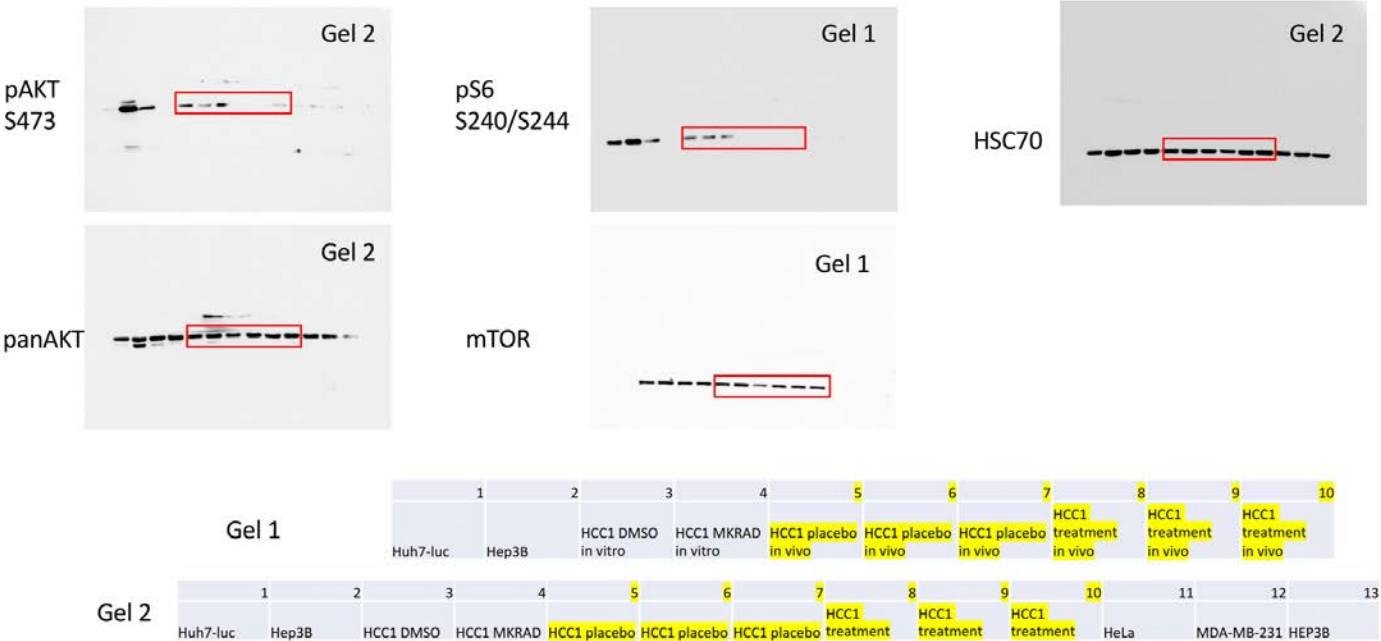 Gel 2
pAKT
S473
Gel 1
pS6
S240/S244
Gel 2
HSC70
Gel 2
panAKT
Gel 1
mTOR
1 2 3 4 5 6 7 8 9 10
Gel 1
Huh7-luc Hep3B HCC1 DMSO in vitro HCC1 MKRAD in vitro HCC1 placebo in vivo HCC1 placebo in vivo HCC1 placebo in vivo HCC1 treatment in vivo HCC1 treatment in vivo HCC1 treatment in vivo
1 2 3 4 5 6 7 8 9 10 11 12 13
Gel 2
Huh7-luc Hep3B HCC1 DMSO HCC1 MKRAD HCC1 placebo HCC1 placebo HCC1 placebo HCC1 treatment HCC1 treatment HCC1 treatment HeLa MDA-MB-231 HEP3B